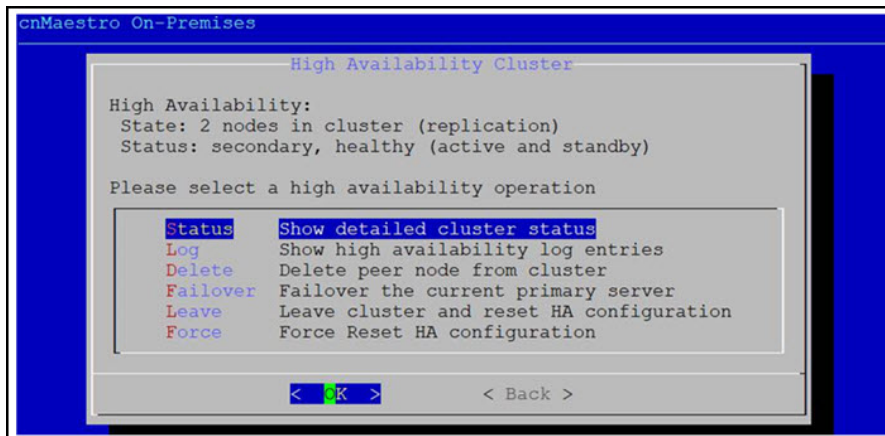 cnMaestro On-Premises
High Availability Cluster
High Availability:
State: 2 nodes in cluster (replication)
Status: secondary, healthy (active and standby)
Please select a high availability operation
Status Show detailed cluster status
Log Show high availability log entries
Delete Delete peer node from cluster
Failover Failover the current primary server
Leave Leave cluster and reset HA configuration
Force Force Reset HA configuration
< OK > < Back >